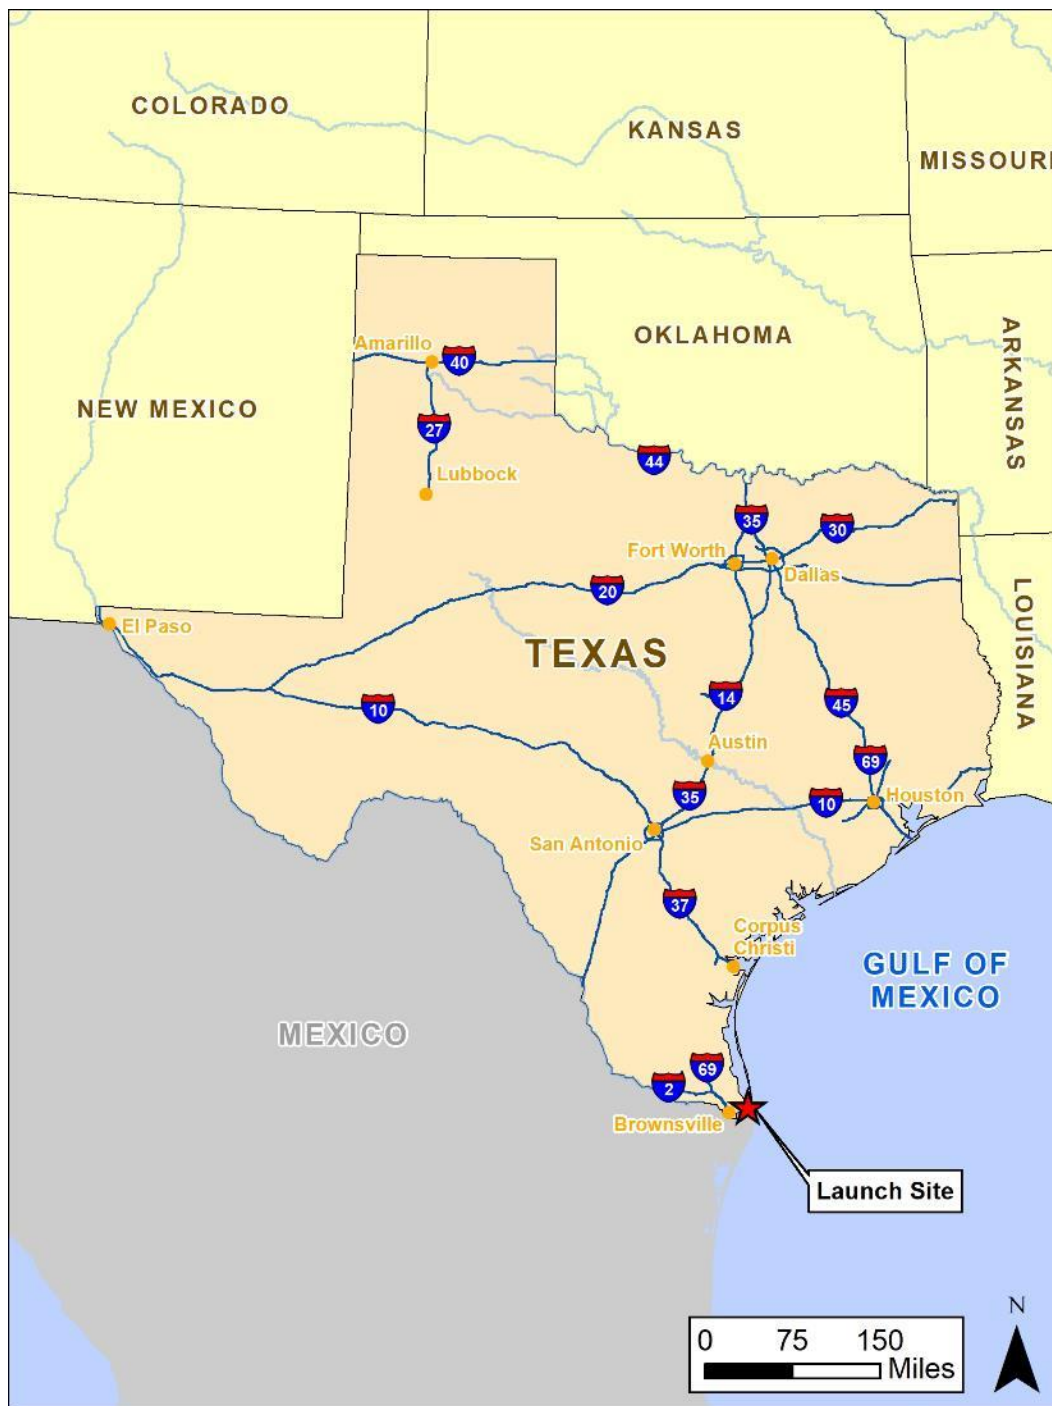 COLORADO
KANSAS
MISSOURI
NEW MEXICO
OKLAHOMA
ARKANSAS
Amarillo
40
27
Lubbock
44
35
30
Fort Worth
Dallas
20
LOUISIANA
El Paso
TEXAS
14
45
10
Austin
69
35
10
Houston
San Antonio
37
Corpus
Christi
GULF OF
MEXICO
MEXICO
69
2
Brownsville
Launch Site
N
0 75 150
Miles